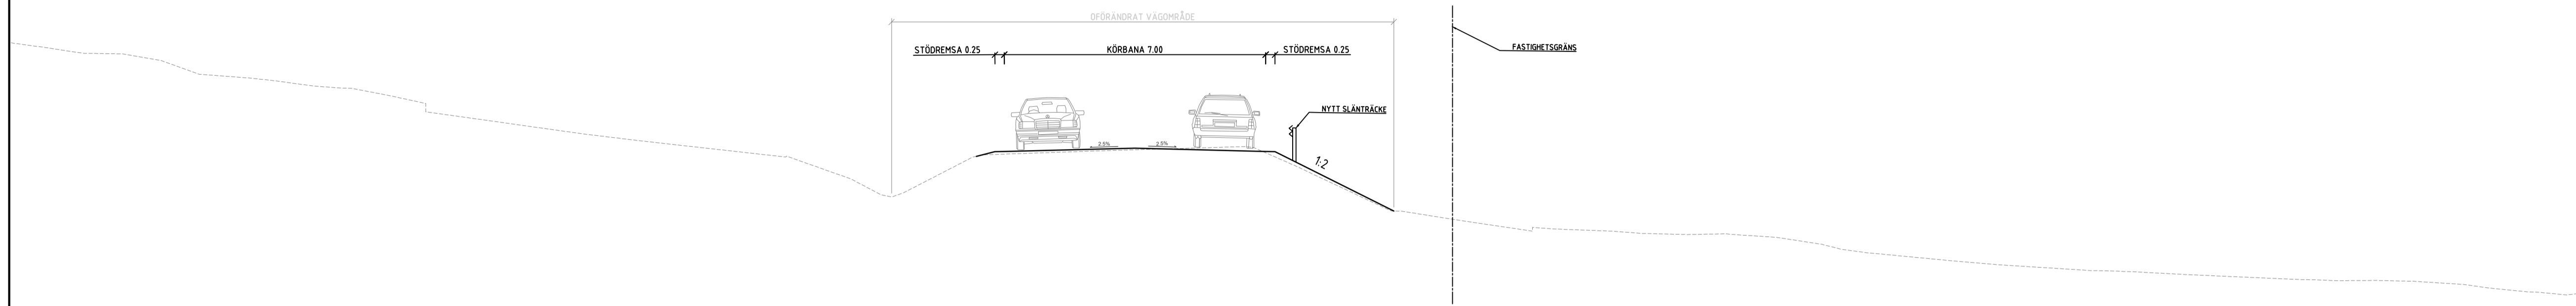 OFÖRÄNDRAT VÄGOMRÅDE
STÖDREMSA 0.25
KÖRBANA 7.00
STÖDREMSA 0.25
FASTIGHETSGRÄNS
NYTT SLÄNTRÄCKE
2.5%
2.5%
1:2